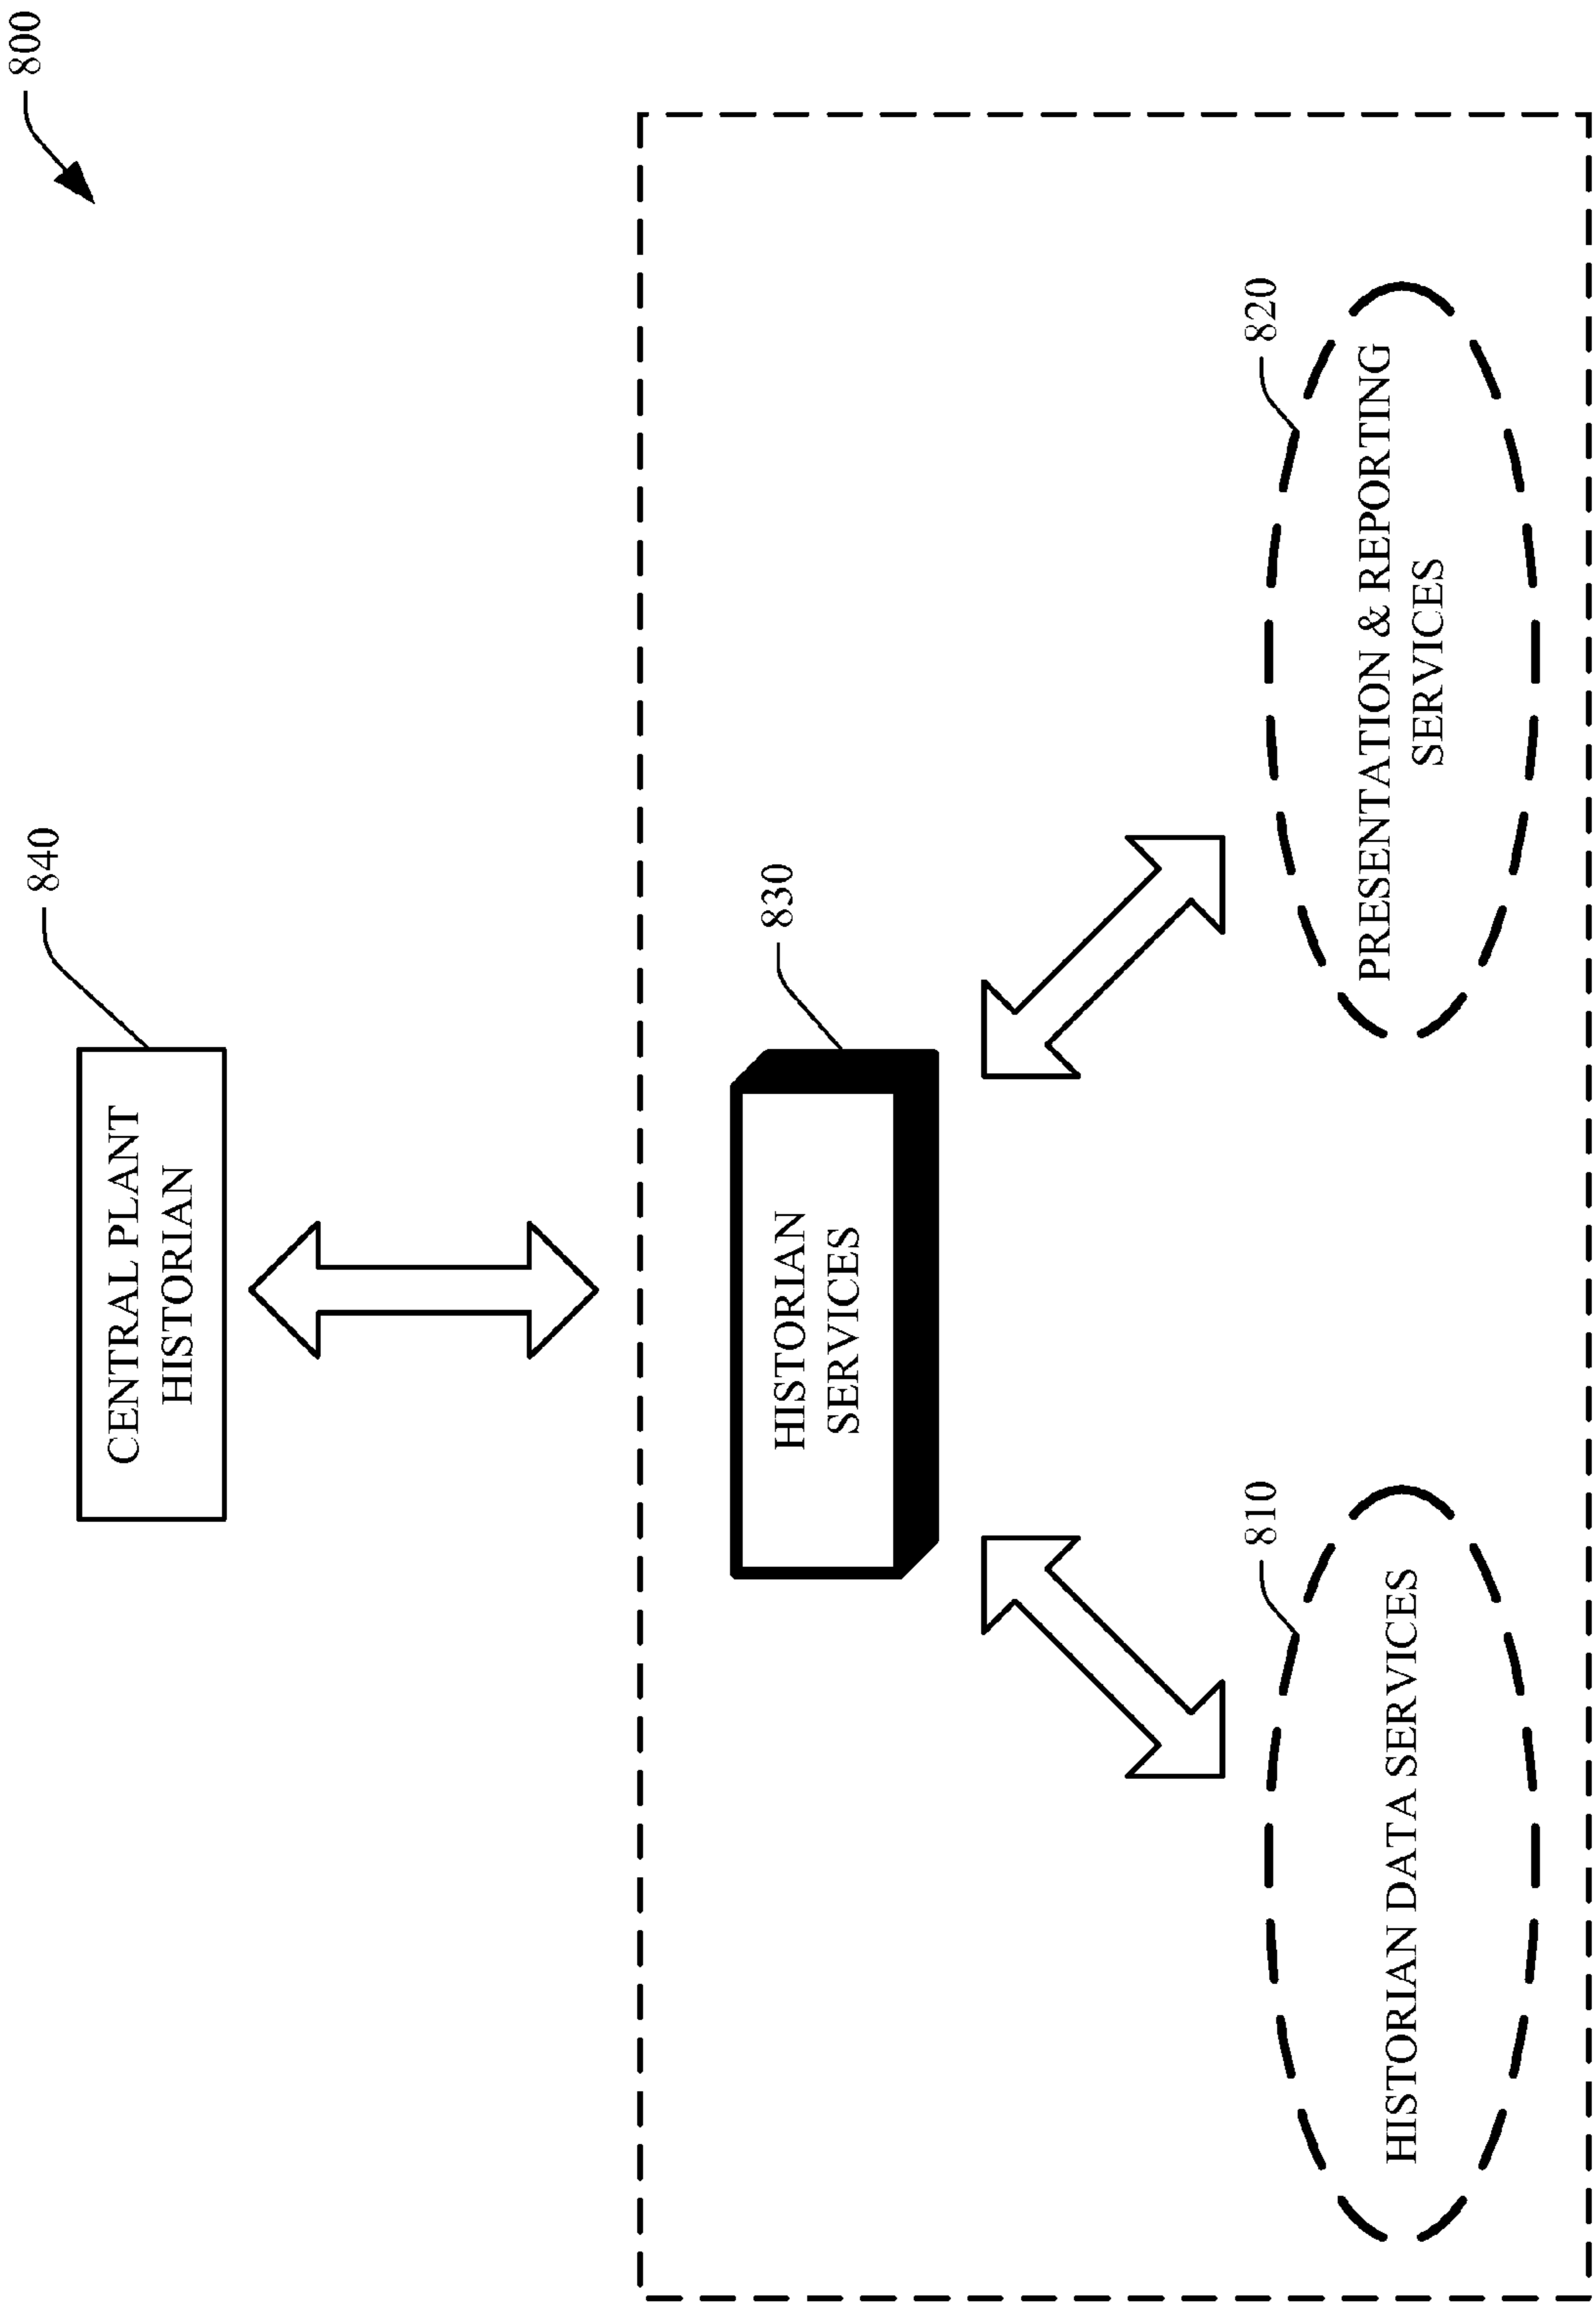 800
840
CENTRAL PLANT
HISTORIAN
830
HISTORIAN
SERVICES
810
HISTORIAN DATA SERVICES
820
PRESENTATION & REPORTING
SERVICES